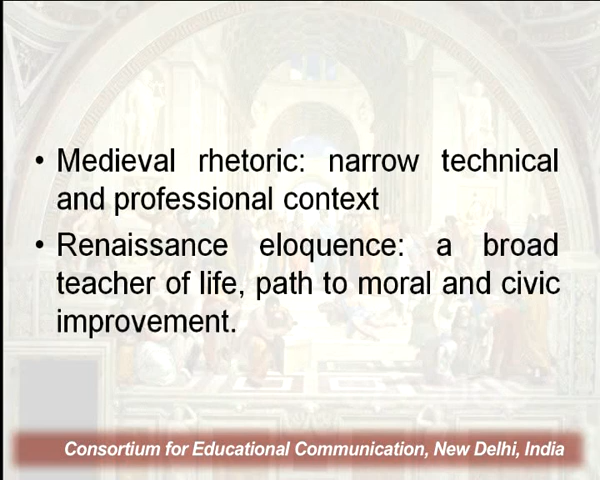 • Medieval rhetoric: narrow technical
and professional context
• Renaissance eloquence: a broad
teacher of life, path to moral and civic
improvement.
Consortium for Educational Communication, New Delhi, India